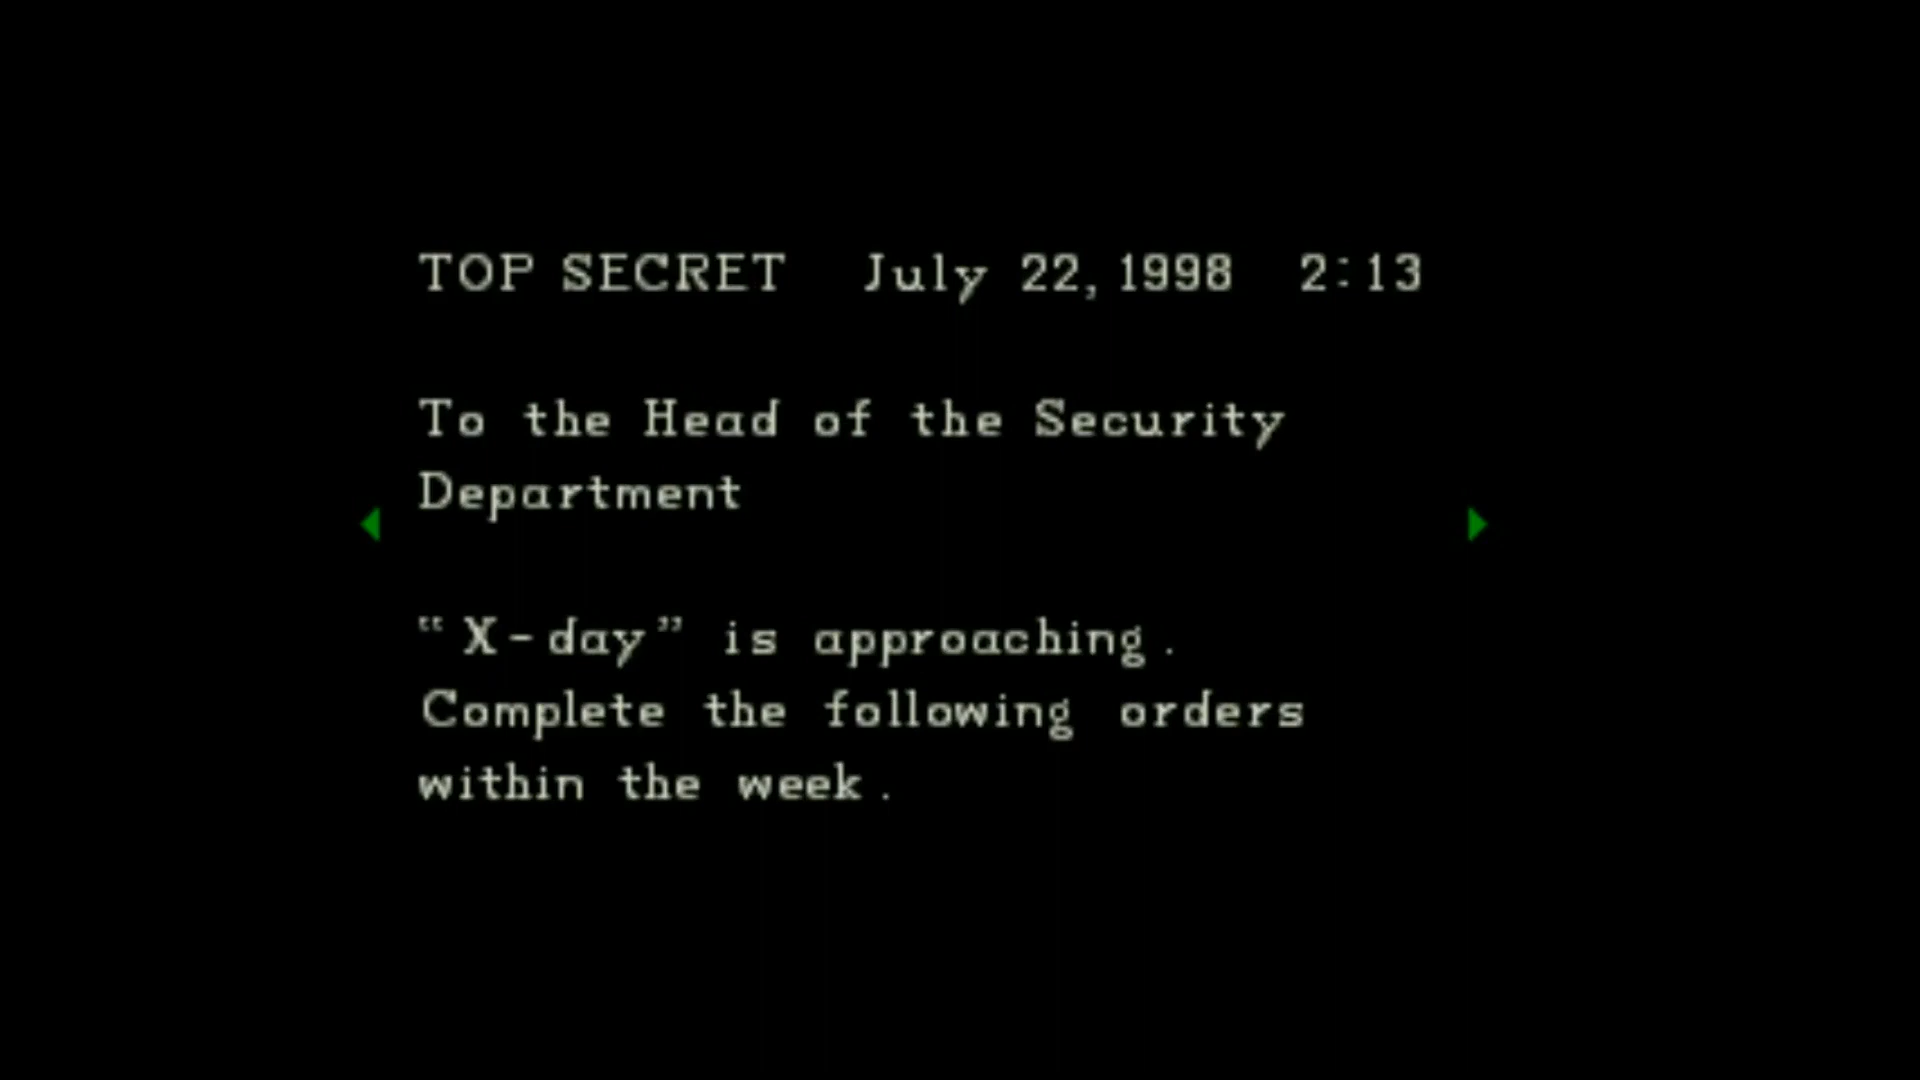 TOP SECRET July 22, 1998 2:13
To the Head of the Security
Department
“X-day” is approaching.
Complete the following orders
within the week.